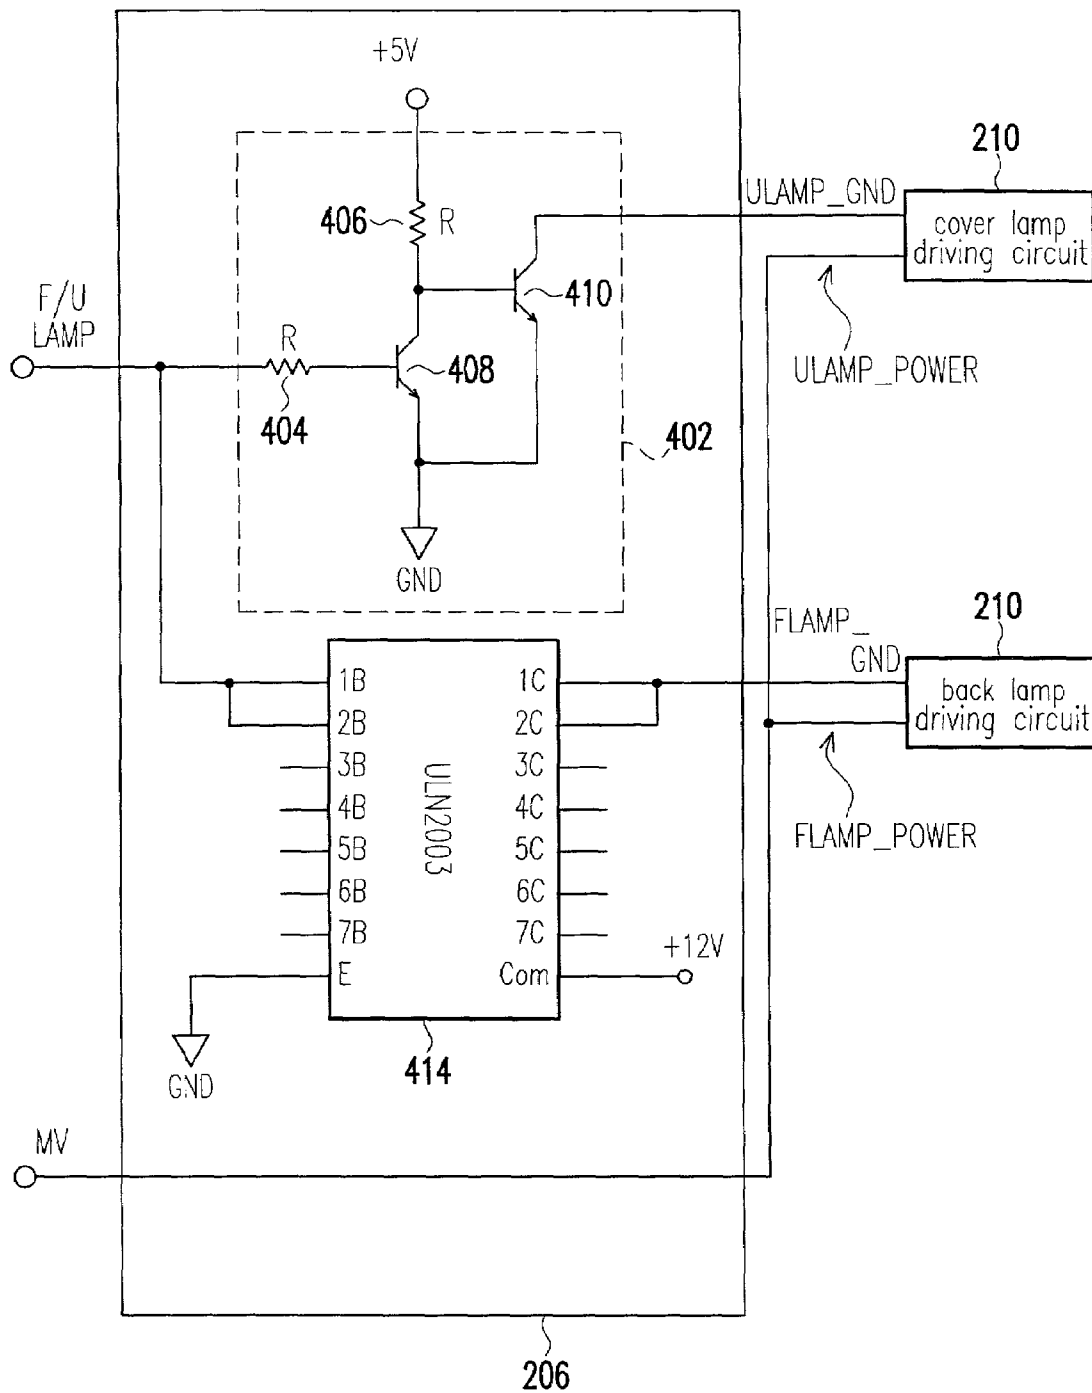 +5V
210
ULAMP_GND
406
R
cover lamp
driving circuit
410
F/U
LAMP
R
408
ULAMP_POWER
404
402
GND
210
FLAMP_
GND
1B
1C
back lamp
driving circuit
2B
2C
3B
3C
ULN2003
4B
4C
FLAMP_POWER
5B
5C
6B
6C
7B
7C
+12V
E
Com
414
GND
MV
206